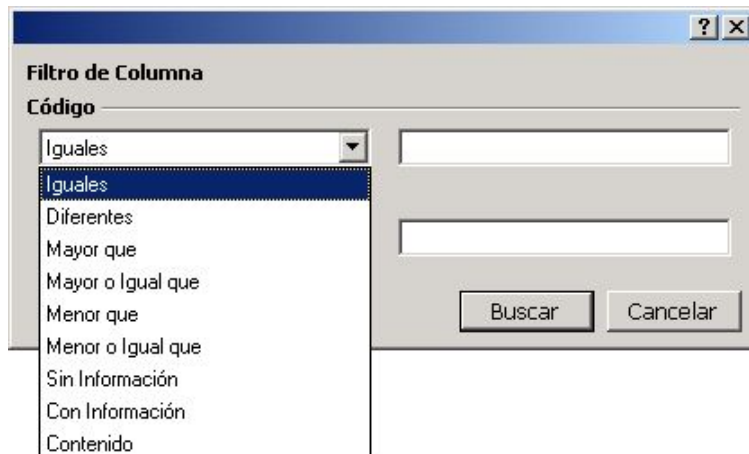 Filtro de Columna
Código
Iguales
Iguales
Diferentes
Mayor que
Mayor o Igual que
Menor que
Menor o Igual que
Sin Información
Con Información
Contenido
Buscar
Cancelar